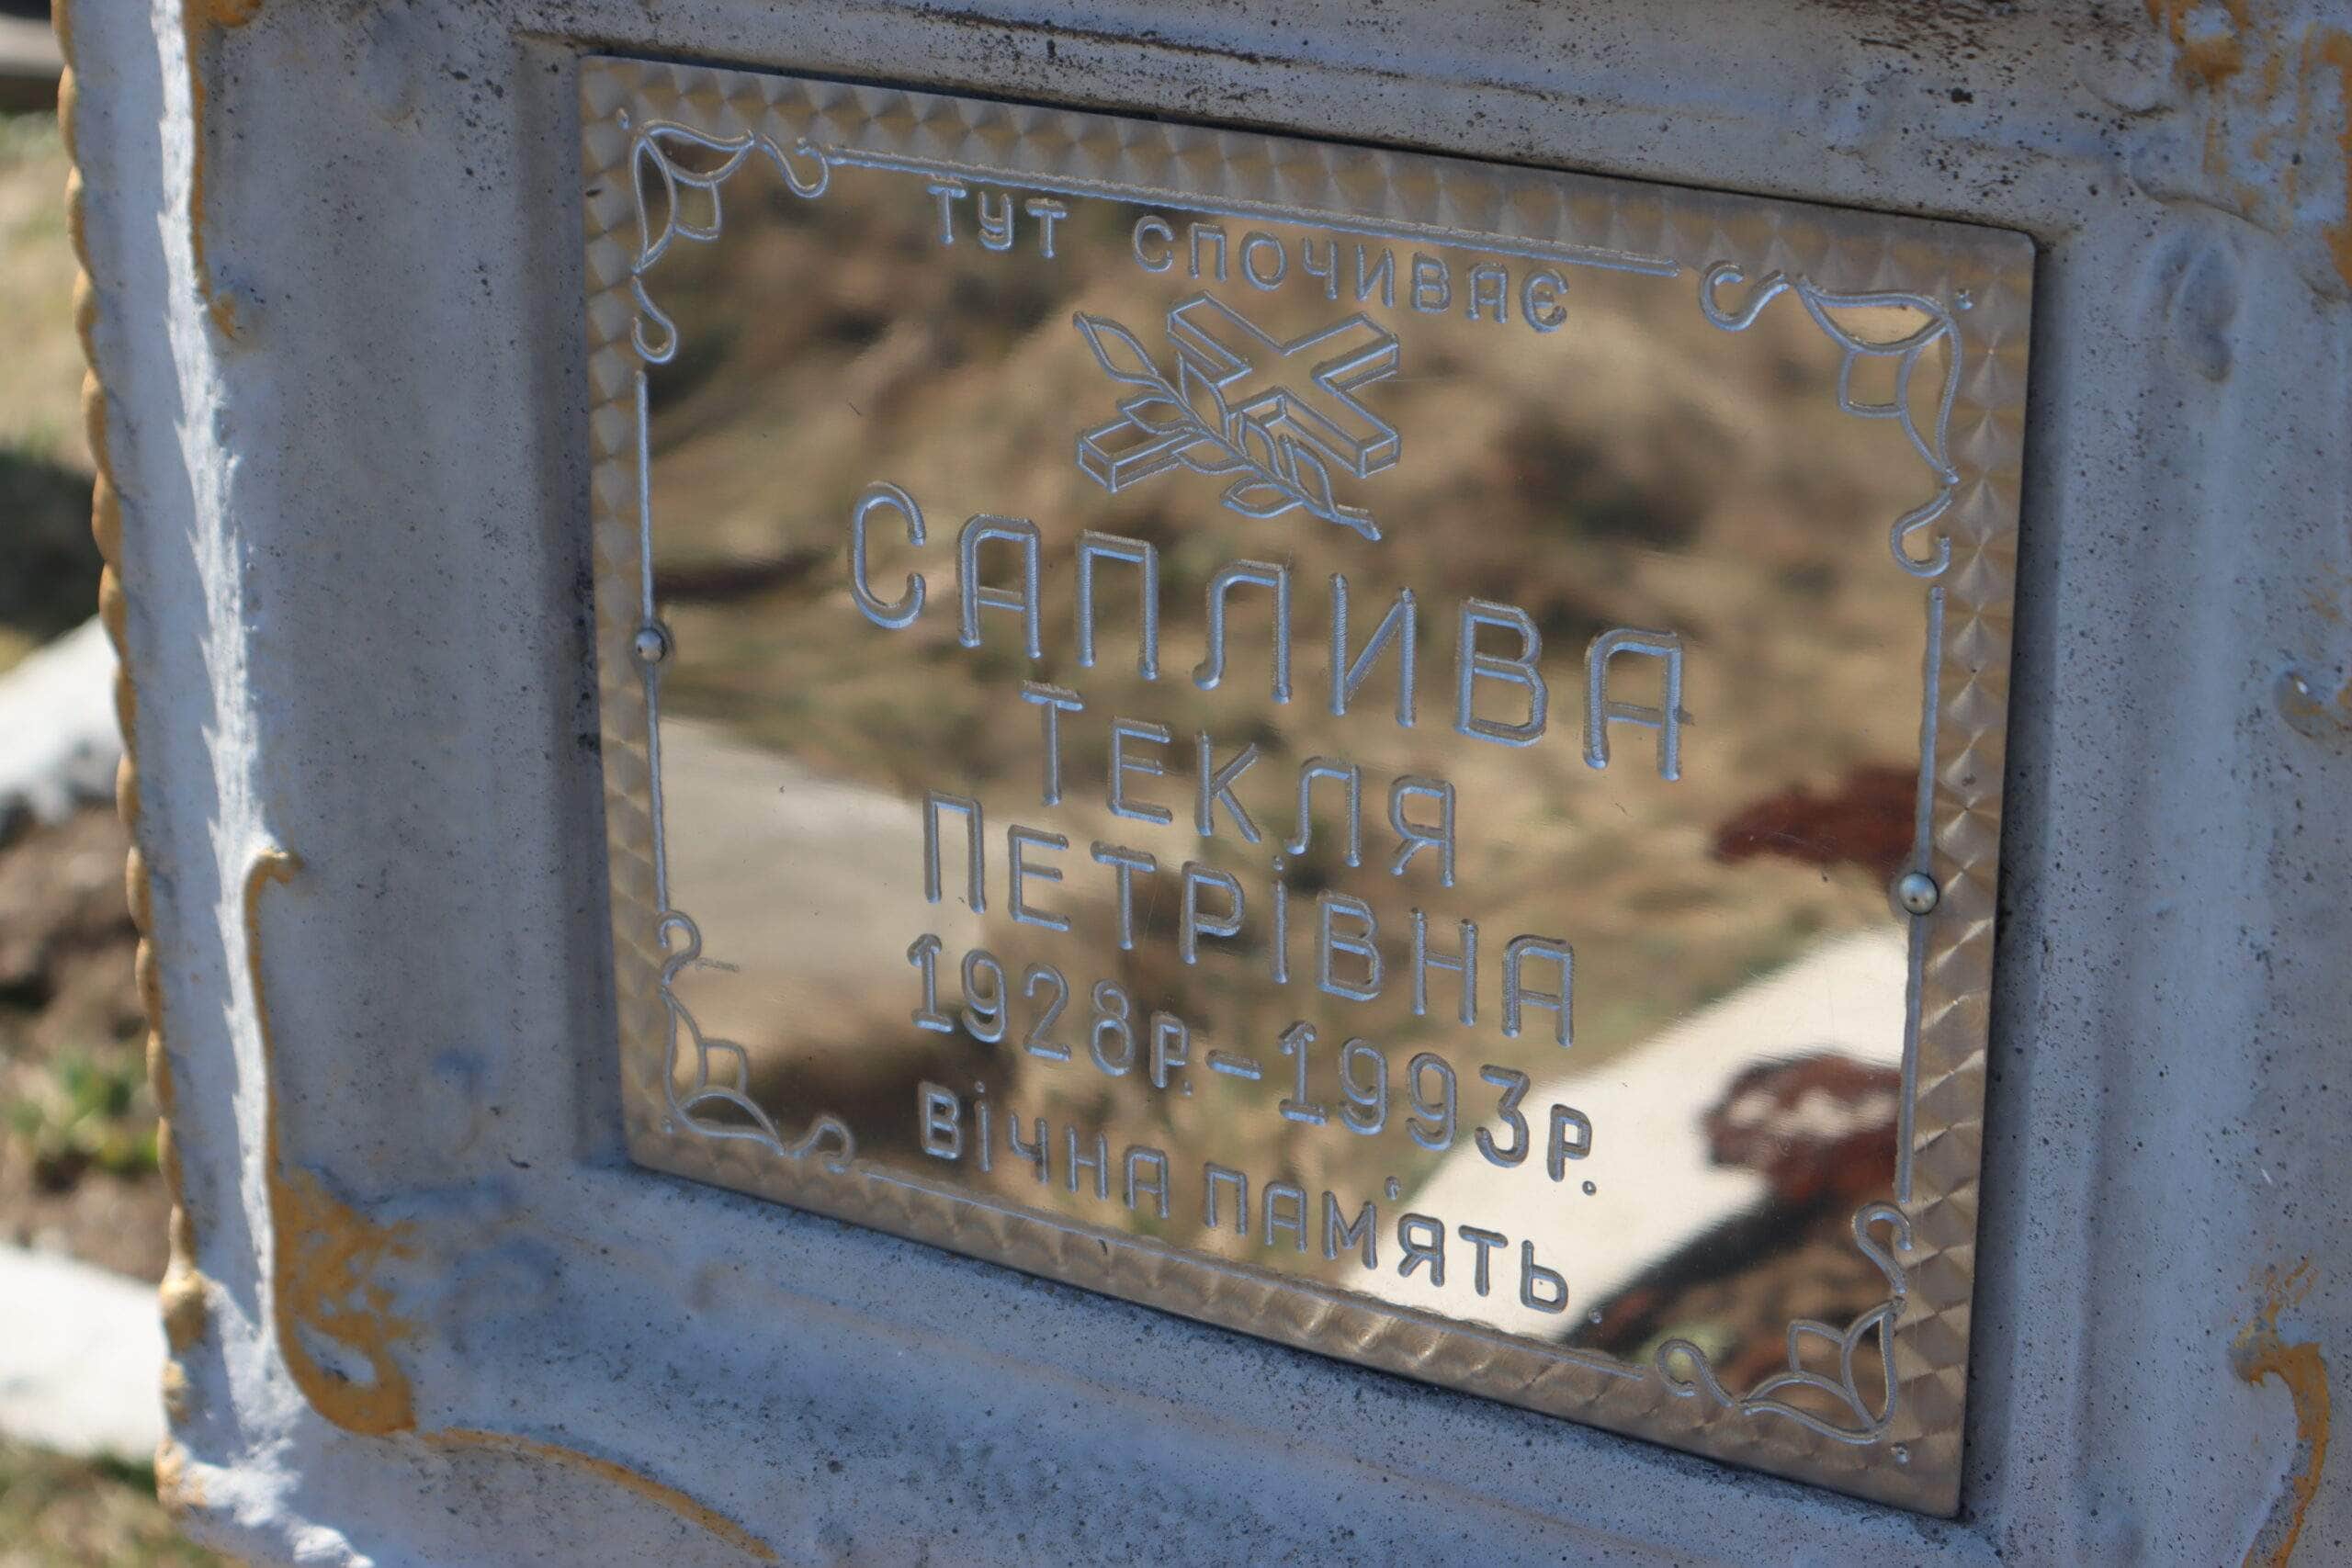 ТУТ СПОЧИВАЄ
САПЛИВА
ТЕКЛЯ
ПЕТРІВНА
1928Р.-1993Р.
ВІЧНА ПАМ'ЯТЬ.